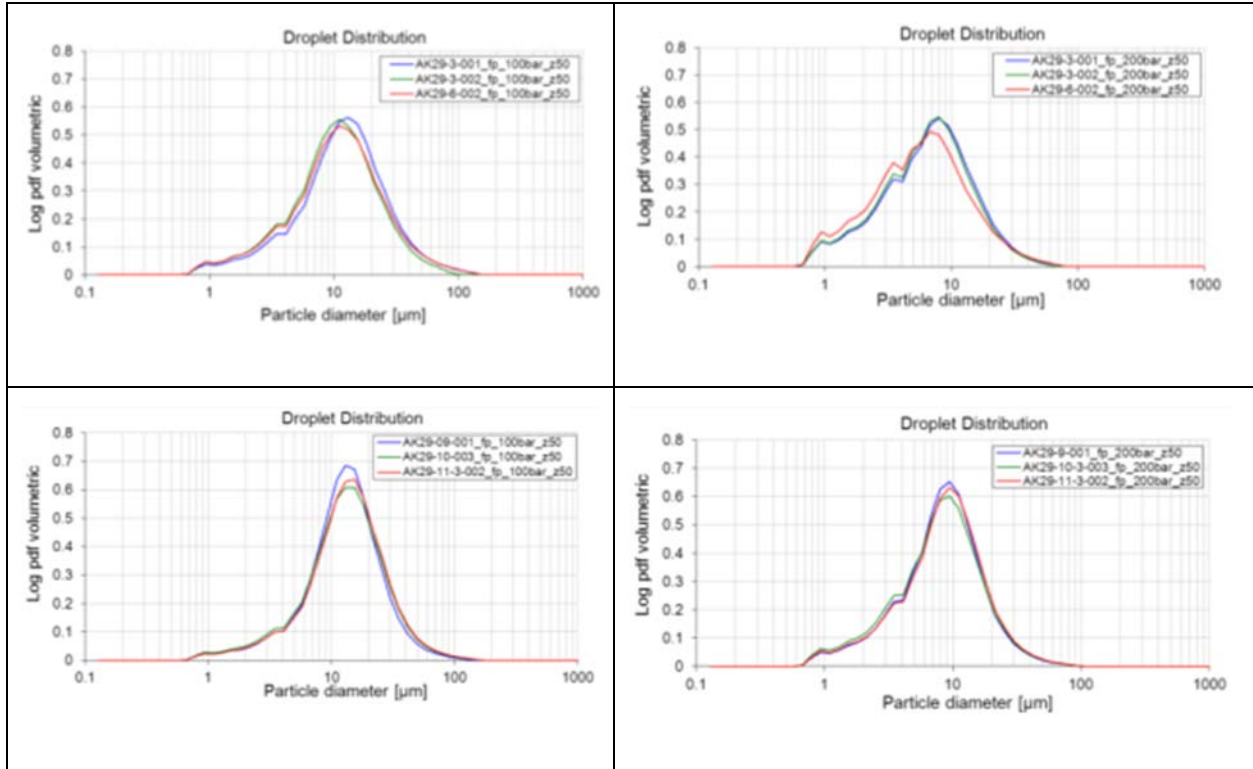 Droplet Distribution
AK29-3-001_fp_100bar_z50
AK29-3-002_fp_100bar_z50
AK29-6-002_fp_100bar_z50
0.8
0.7
0.6
0.5
0.4
0.3
0.2
0.1
0
Log pdf volumetric
0.1 1 10 100 1000
Particle diameter [µm]
Droplet Distribution
AK29-3-001_fp_200bar_z50
AK29-3-002_fp_200bar_z50
AK29-6-002_fp_200bar_z50
0.8
0.7
0.6
0.5
0.4
0.3
0.2
0.1
0
Log pdf volumetric
0.1 1 10 100 1000
Particle diameter [µm]
Droplet Distribution
AK29-09-001_fp_100bar_z50
AK29-10-003_fp_100bar_z50
AK29-11-3-002_fp_100bar_z50
0.8
0.7
0.6
0.5
0.4
0.3
0.2
0.1
0
Log pdf volumetric
0.1 1 10 100 1000
Particle diameter [µm]
Droplet Distribution
AK29-9-001_fp_200bar_z50
AK29-10-3-003_fp_200bar_z50
AK29-11-3-002_fp_200bar_z50
0.8
0.7
0.6
0.5
0.4
0.3
0.2
0.1
0
Log pdf volumetric
0.1 1 10 100 1000
Particle diameter [µm]